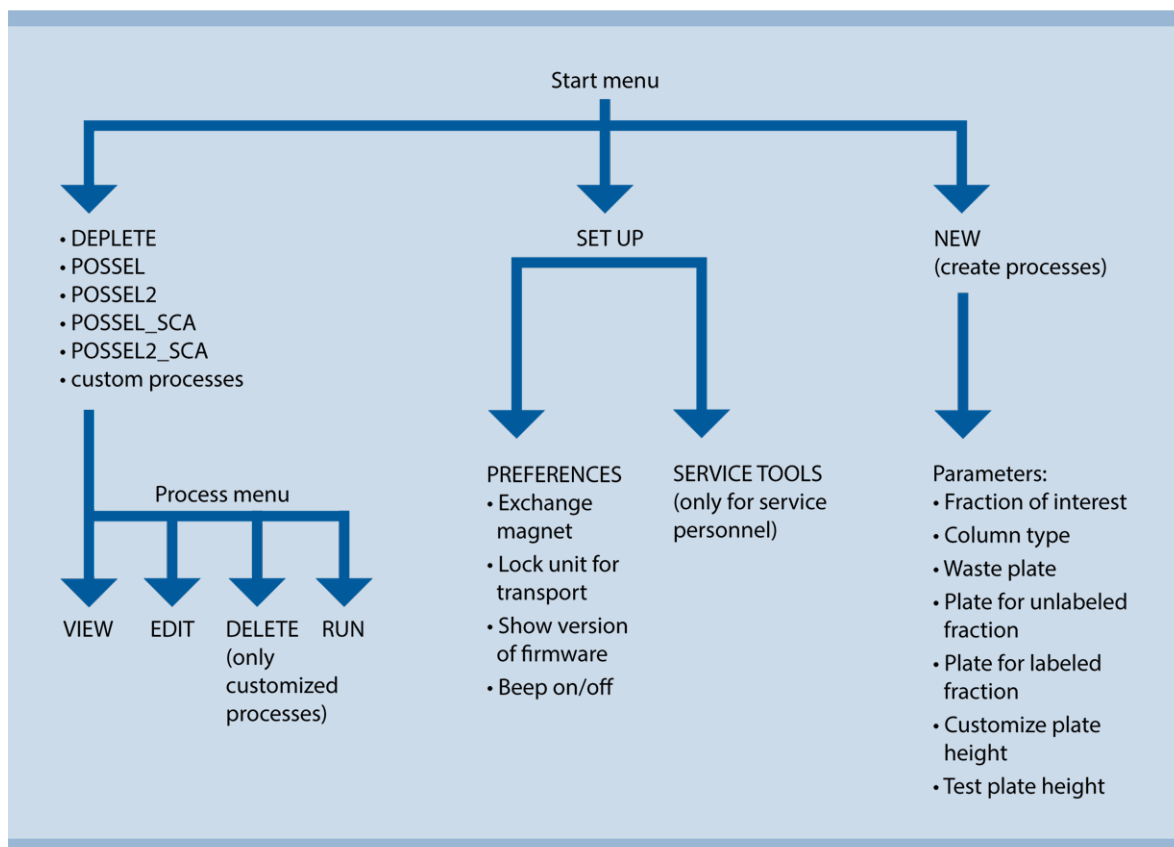 Start menu
• DEPLETE
• POSSEL
• POSSEL2
• POSSEL_SCA
• POSSEL2_SCA
• custom processes
Process menu
VIEW
EDIT
DELETE
(only
customized
processes)
RUN
SET UP
PREFERENCES
• Exchange
magnet
• Lock unit for
transport
• Show version
of firmware
• Beep on/off
SERVICE TOOLS
(only for service
personnel)
NEW
(create processes)
Parameters:
• Fraction of interest
• Column type
• Waste plate
• Plate for unlabeled
fraction
• Plate for labeled
fraction
• Customize plate
height
• Test plate height